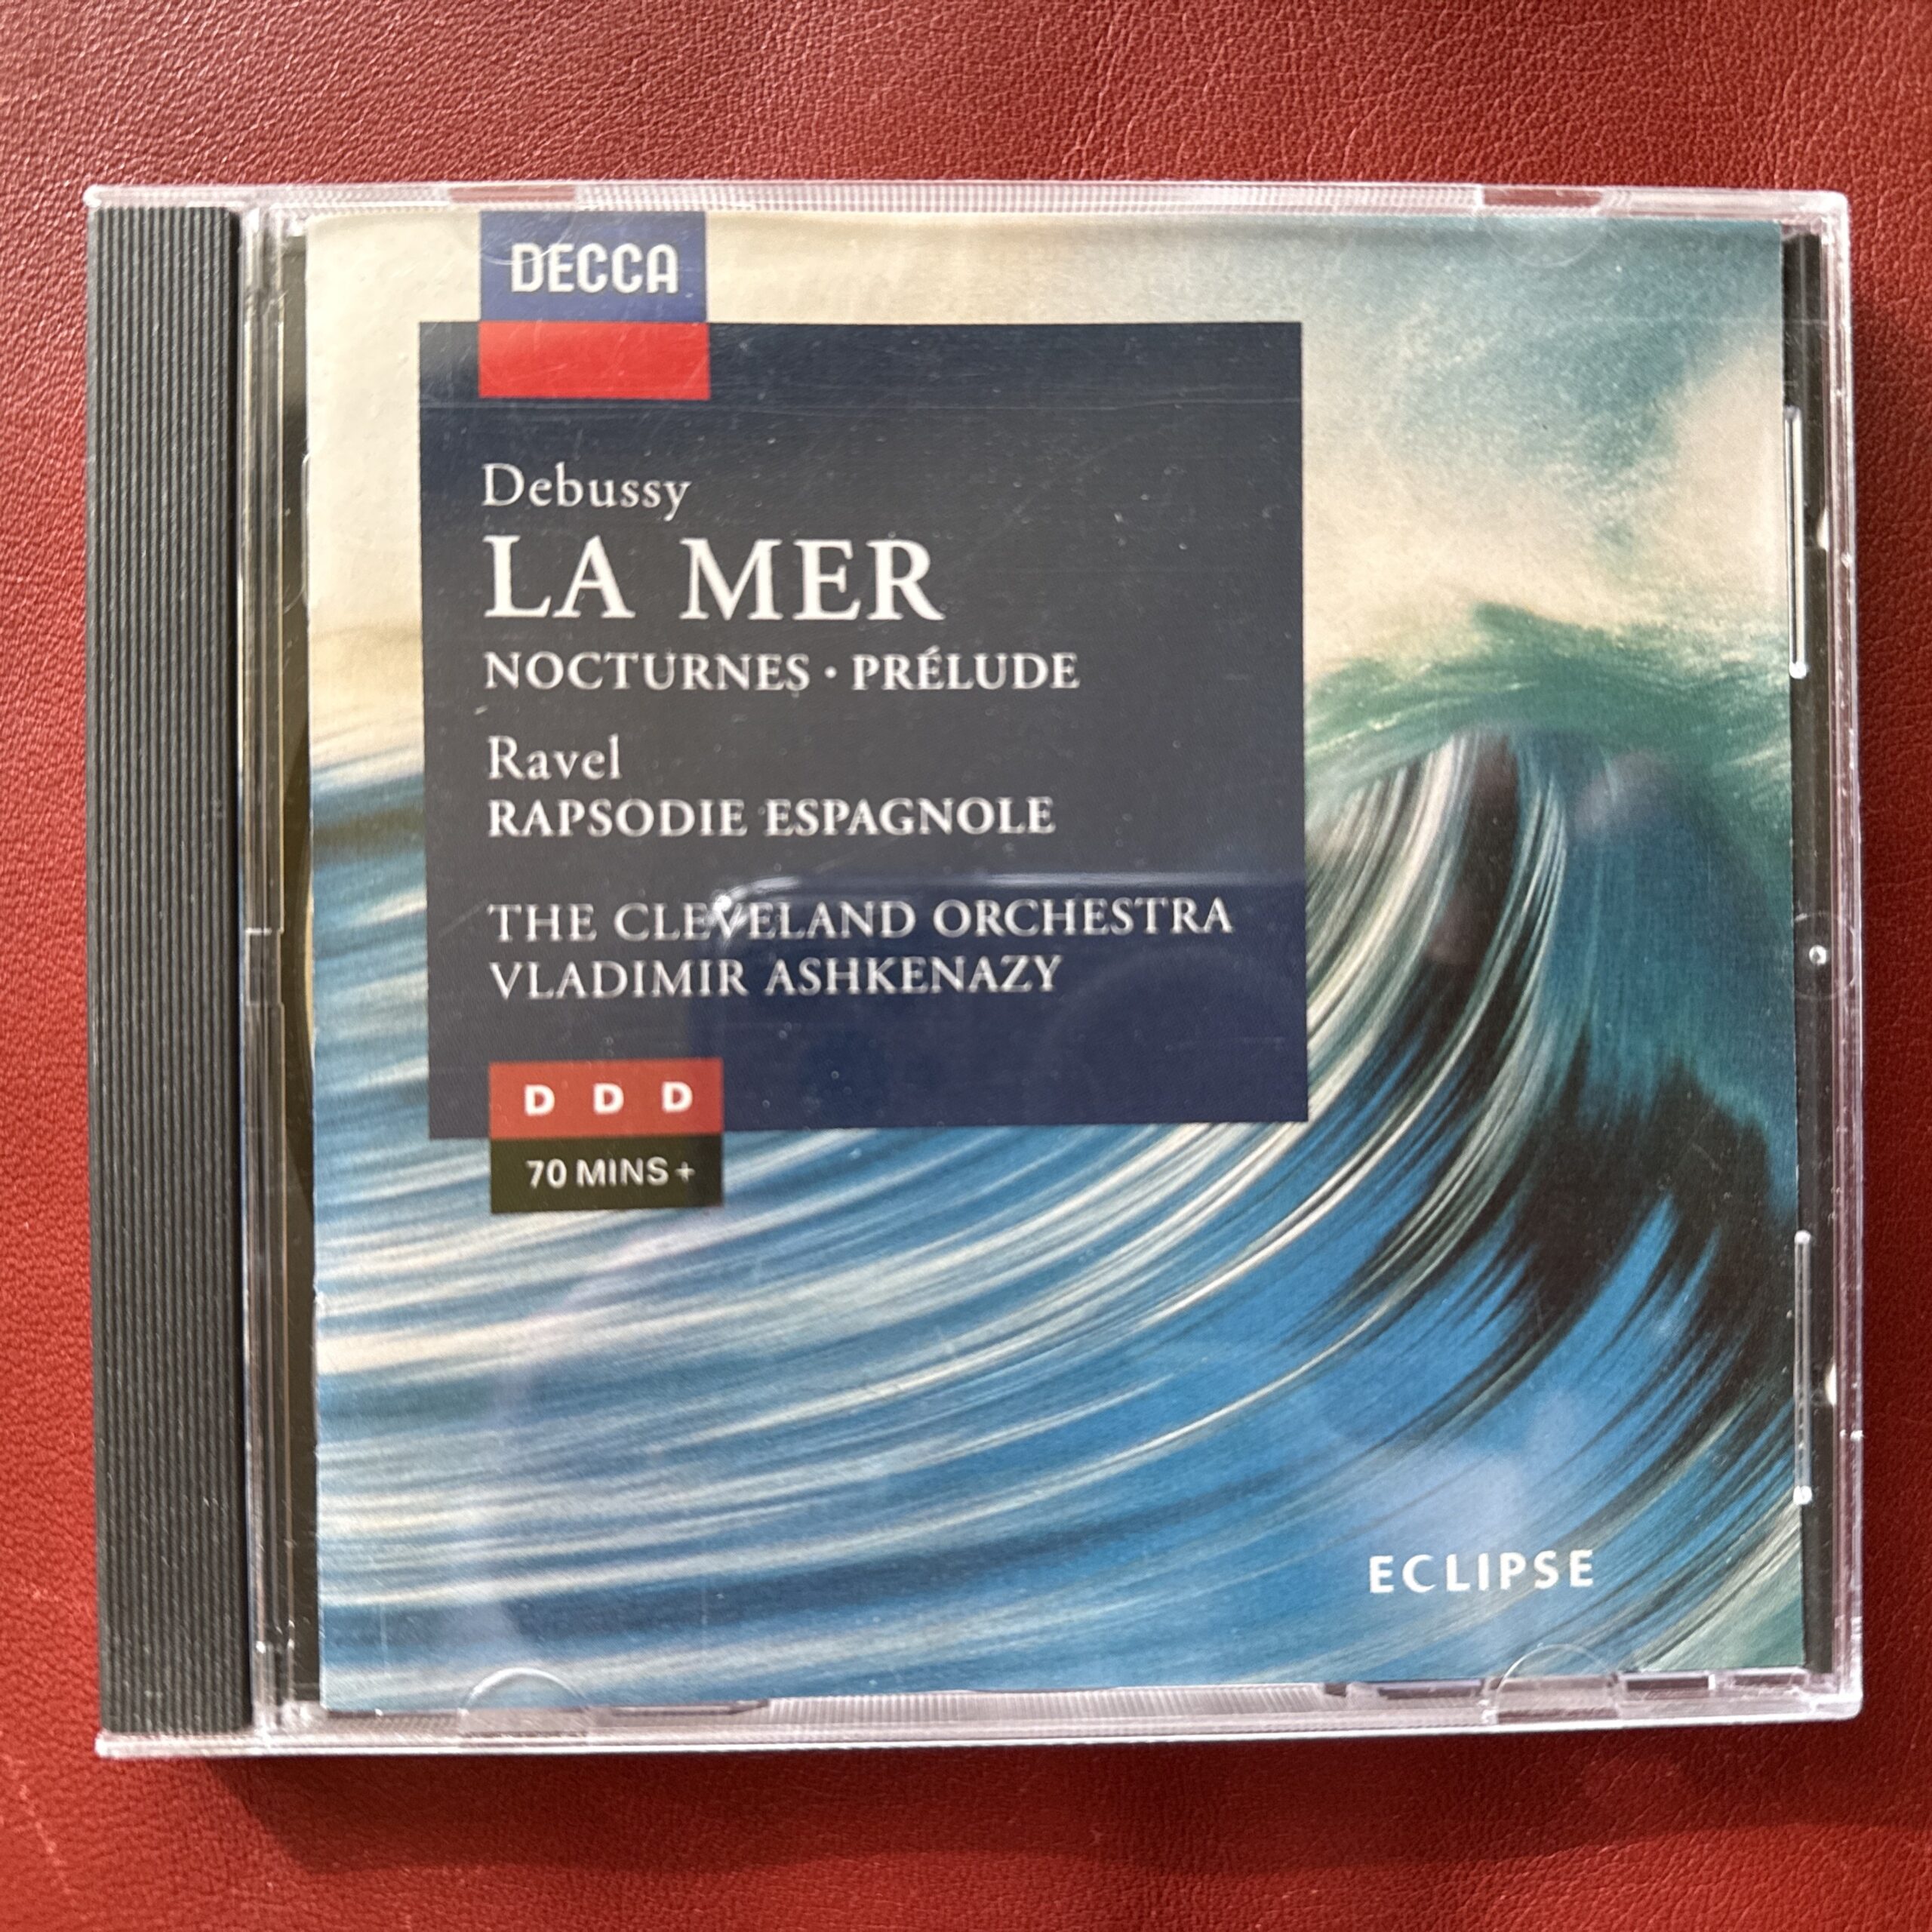 DECCA
Debussy
LA MER
NOCTURNES · PRÉLUDE
Ravel
RAPSODIE ESPAGNOLE
THE CLEVELAND ORCHESTRA
VLADIMIR ASHKENAZY
D D D
70 MINS +
ECLIPSE